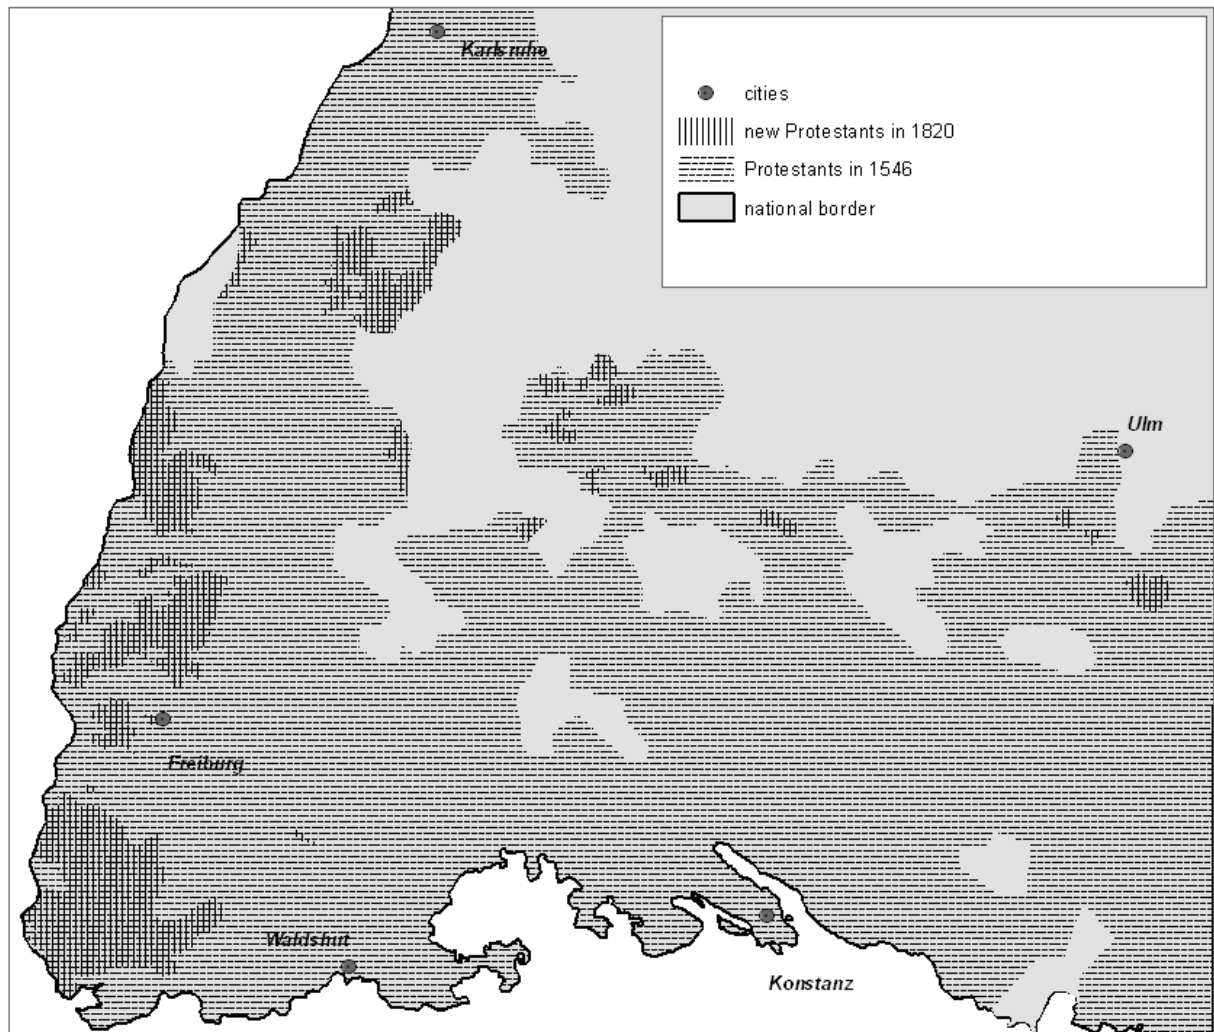 Karlsruhe
cities
new Protestants in 1820
Protestants in 1546
national border
Ulm
Freiburg
Waldshut
Konstanz